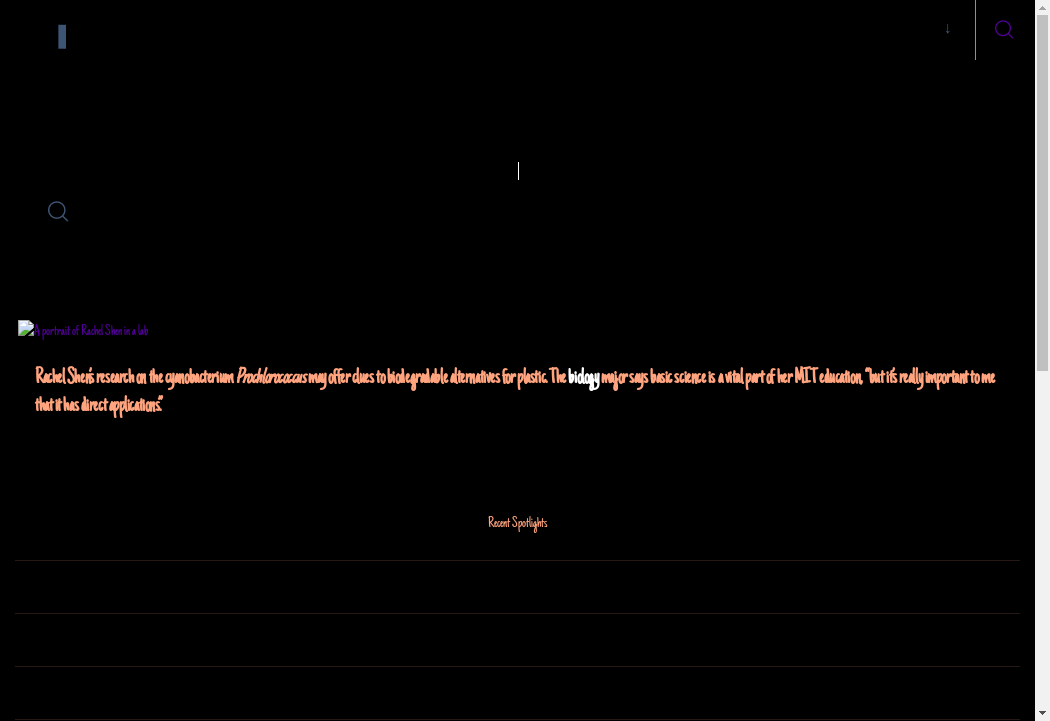 ↓
A portrait of Rachel Shen in a lab
Rachel Shen's research on the cyanobacterium Prochlorococcus may offer clues to biodegradable alternatives for plastic. The biology major says basic science is a vital part of her MIT education, “but it's really important to me
that it has direct applications.”
Recent Spotlights